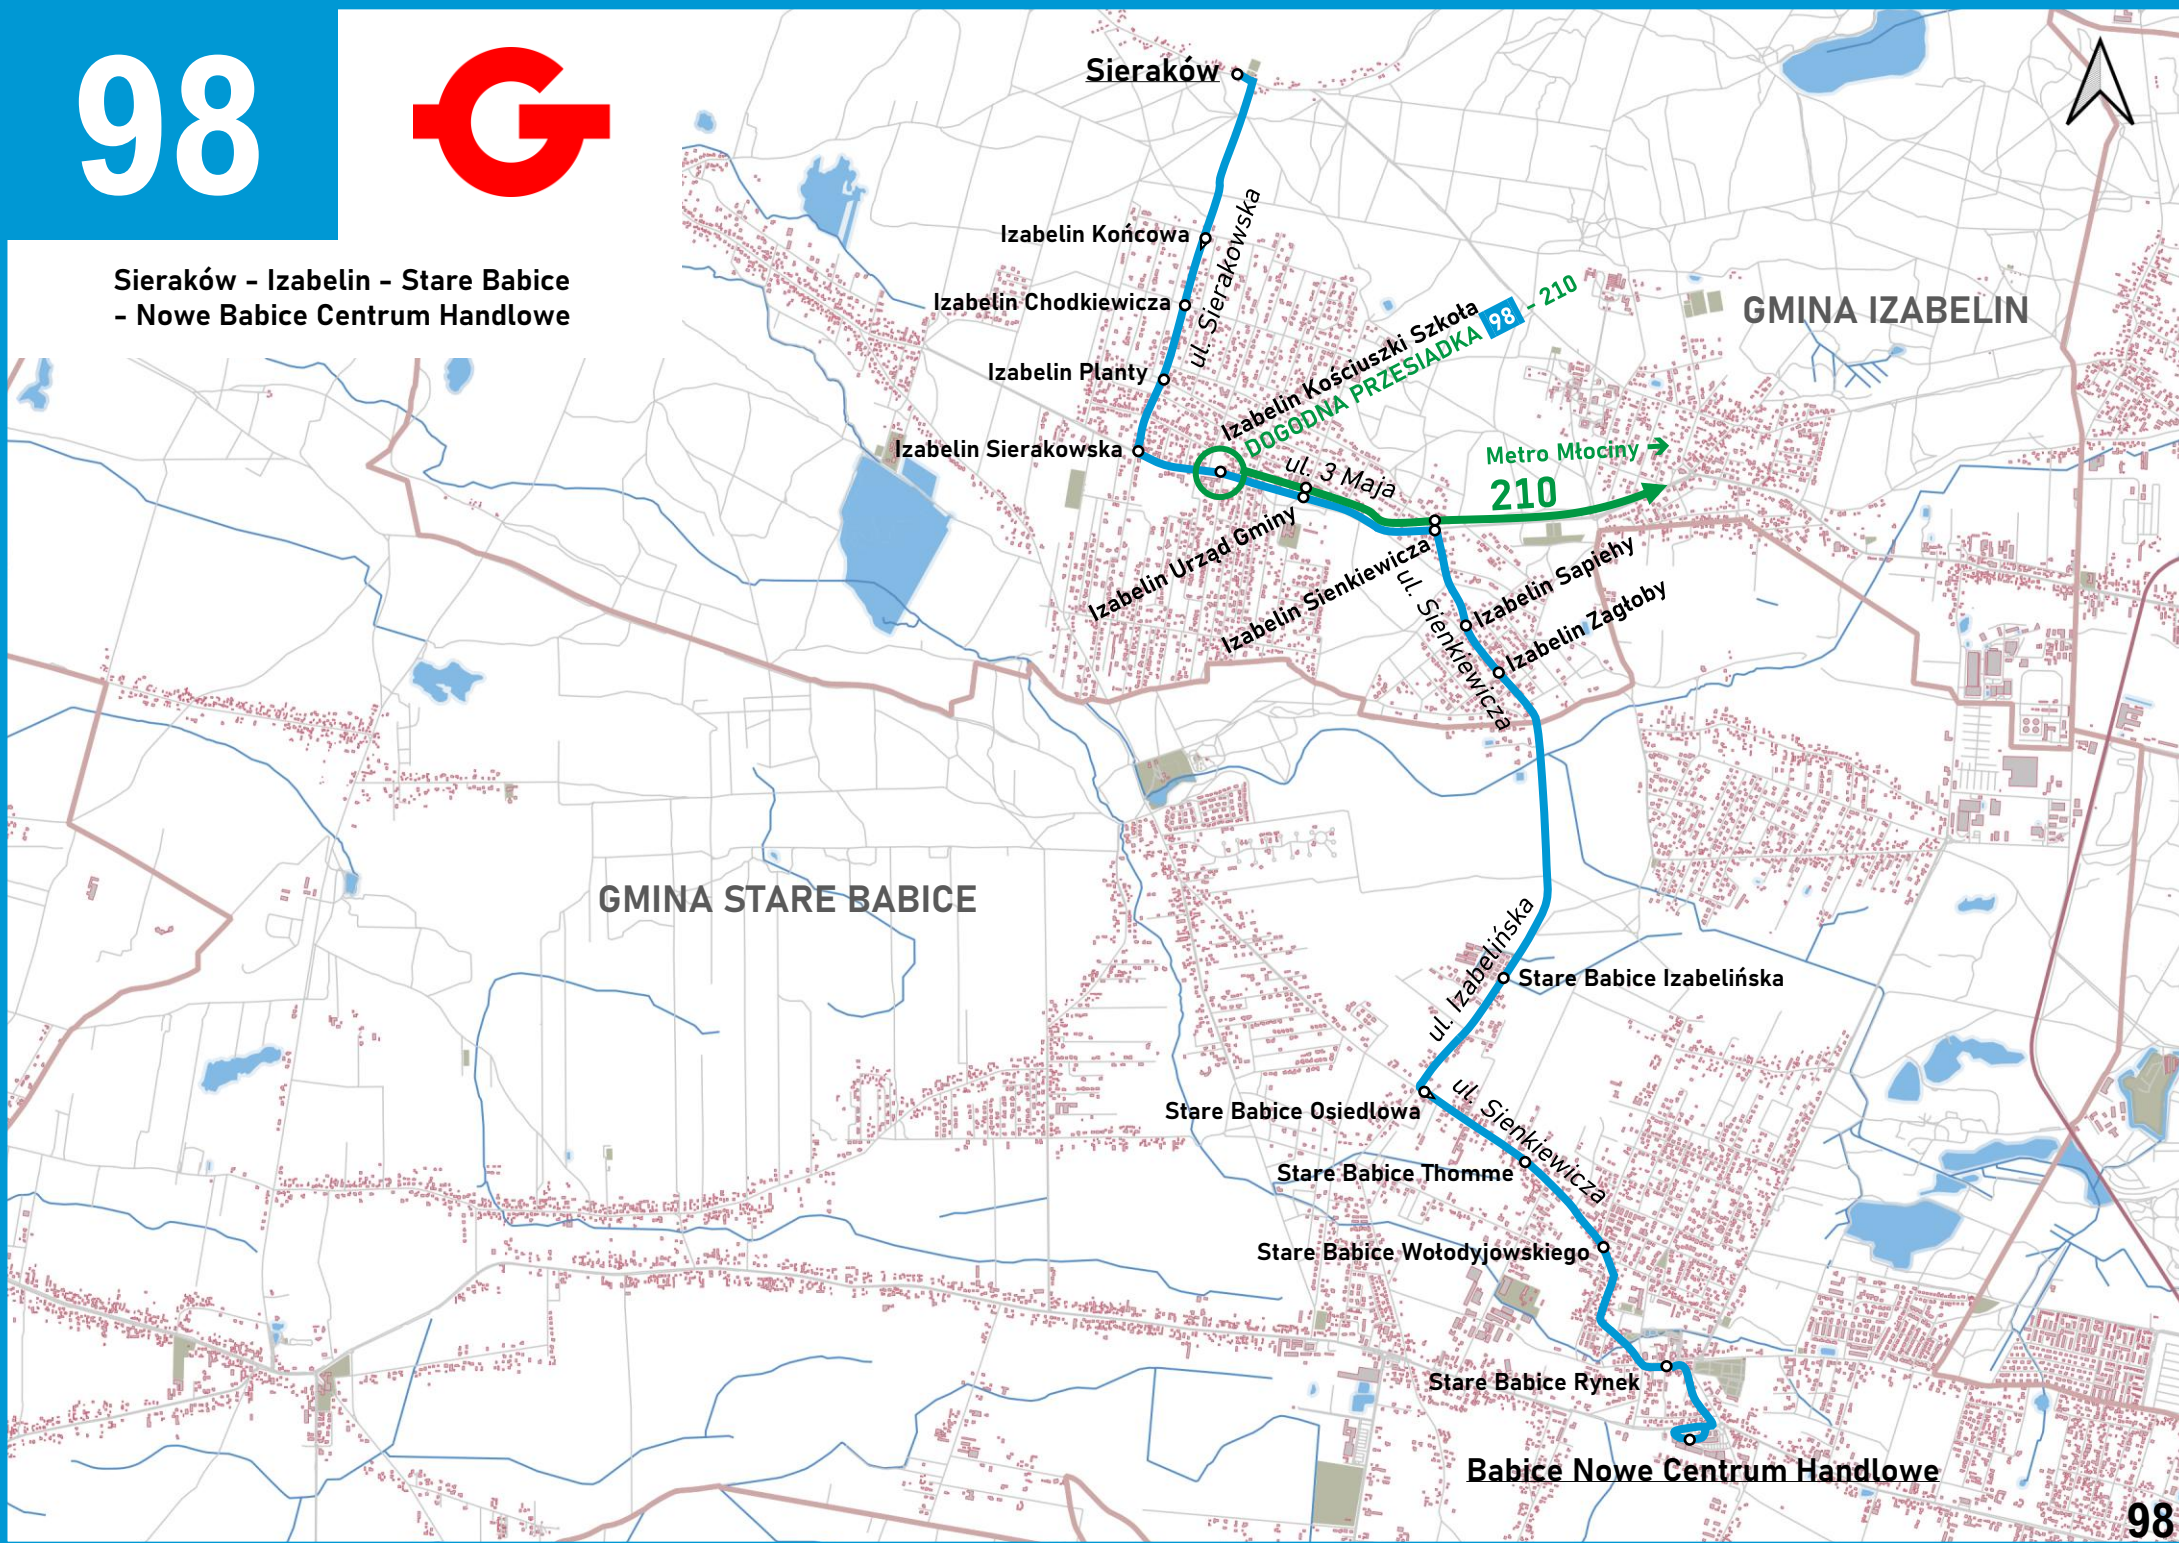 98
G
Sieraków - Izabelin - Stare Babice
- Nowe Babice Centrum Handlowe
Sieraków
Izabelin Końcowa
ul. Sierakowska
Izabelin Chodkiewicza
Izabelin Planty
Izabelin Kościuszki Szkoła
DOGODNA PRZESIADKA 98 - 210
GMINA IZABELIN
Izabelin Sierakowska
ul. 3 Maja
Metro Młociny →
210
Izabelin Urząd Gminy
Izabelin Sienkiewicza
ul. Sienkiewicza
Izabelin Sapiehy
Izabelin Zagłoby
GMINA STARE BABICE
ul. Izabelińska
Stare Babice Izabelińska
Stare Babice Osiedlowa
ul. Sienkiewicza
Stare Babice Thomme
Stare Babice Wołodyjowskiego
Stare Babice Rynek
Babice Nowe Centrum Handlowe
98